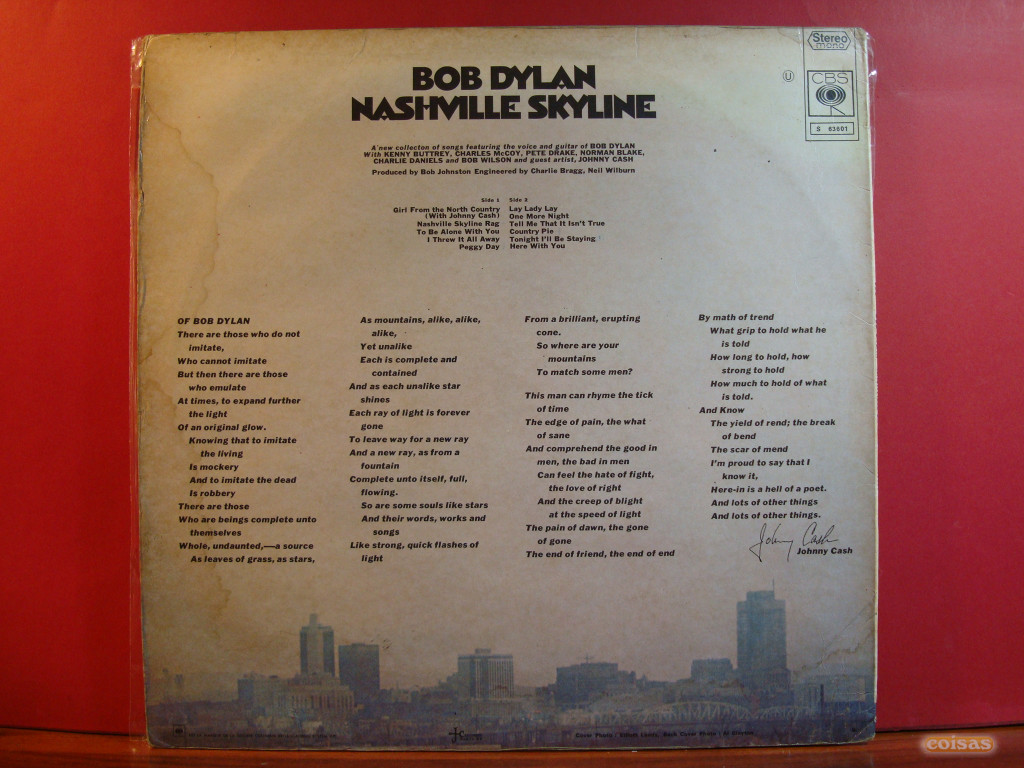 Stereo
mono
CBS
S 63601
BOB DYLAN
NASHVILLE SKYLINE
A new collecton of songs featuring the voice and guitar of BOB DYLAN
With KENNY BUTTREY, CHARLES McCOY, PETE DRAKE, NORMAN BLAKE,
CHARLIE DANIELS and BOB WILSON and guest artist, JOHNNY CASH
Produced by Bob Johnston Engineered by Charlie Bragg, Neil Wilburn
Side 1
Girl From the North Country
(With Johnny Cash)
Nashville Skyline Rag
To Be Alone With You
I Threw It All Away
Peggy Day
Side 2
Lay Lady Lay
One More Night
Tell Me That It Isn't True
Country Pie
Tonight I'll Be Staying
Here With You
OF BOB DYLAN
There are those who do not
imitate,
Who cannot imitate
But then there are those
who emulate
At times, to expand further
the light
Of an original glow.
Knowing that to imitate
the living
Is mockery
And to imitate the dead
Is robbery
There are those
Who are beings complete unto
themselves
Whole, undaunted,—a source
As leaves of grass, as stars,
As mountains, alike, alike,
alike,
Yet unalike
Each is complete and
contained
And as each unalike star
shines
Each ray of light is forever
gone
To leave way for a new ray
And a new ray, as from a
fountain
Complete unto itself, full,
flowing.
So are some souls like stars
And their words, works and
songs
Like strong, quick flashes of
light
From a brilliant, erupting
cone.
So where are your
mountains
To match some men?
This man can rhyme the tick
of time
The edge of pain, the what
of sane
And comprehend the good in
men, the bad in men
Can feel the hate of fight,
the love of right
And the creep of blight
at the speed of light
The pain of dawn, the gone
of gone
The end of friend, the end of end
By math of trend
What grip to hold what he
is told
How long to hold, how
strong to hold
How much to hold of what
is told.
And Know
The yield of rend; the break
of bend
The scar of mend
I'm proud to say that I
know it,
Here-in is a hell of a poet.
And lots of other things
And lots of other things.
Johnny Cash
Johnny Cash
coisas